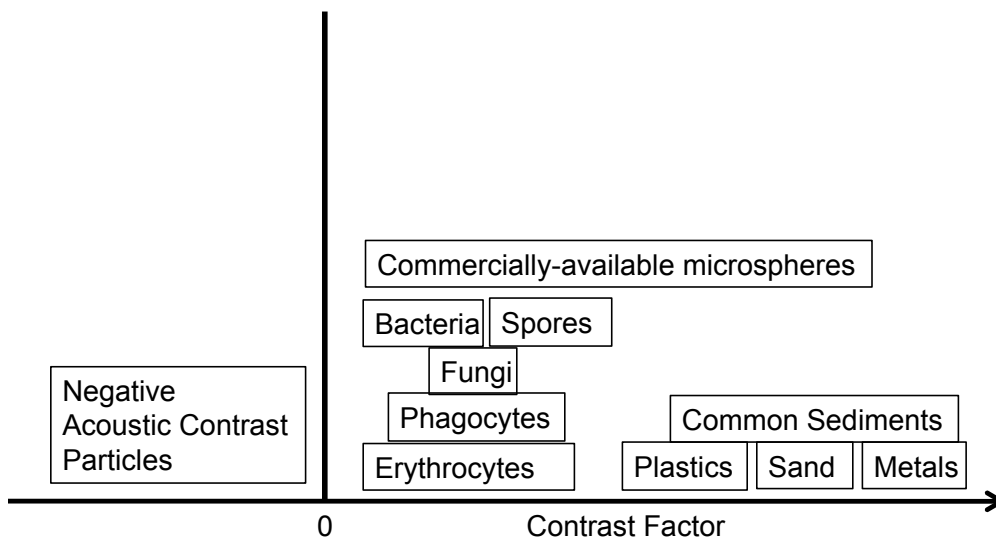 Commercially-available microspheres
Bacteria
Spores
Fungi
Negative
Acoustic Contrast
Particles
Phagocytes
Common Sediments
Erythrocytes
Plastics
Sand
Metals
0
Contrast Factor